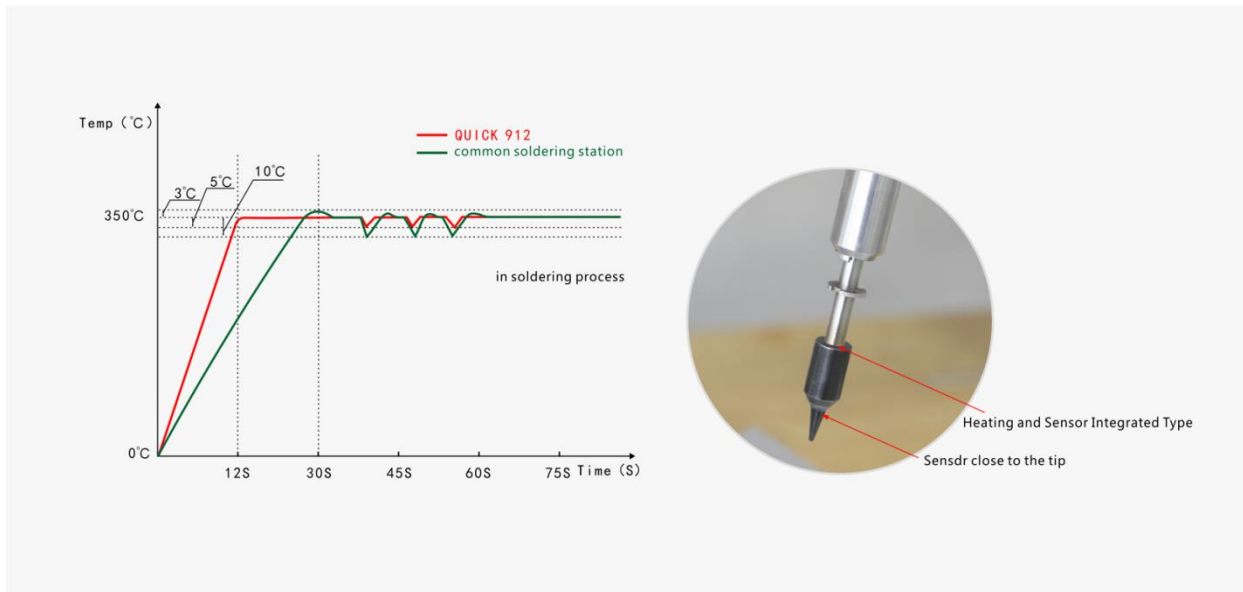 Temp (℃)
QUICK 912
common soldering station
10℃
5℃
3℃
350℃
in soldering process
0℃
12S
30S
45S
60S
75S
Time (S)
Heating and Sensor Integrated Type
Sensdr close to the tip